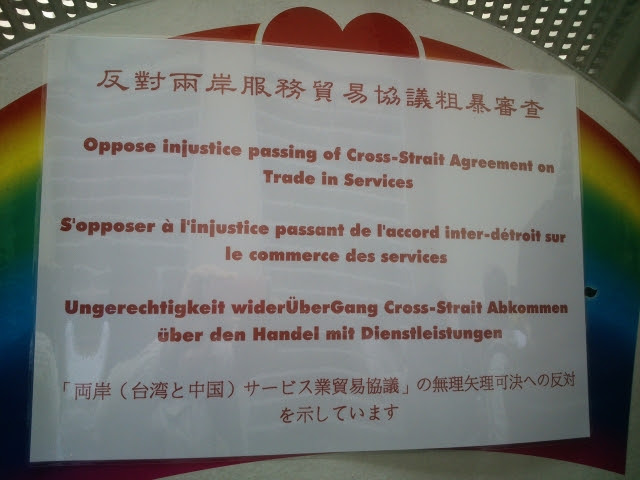 反對兩岸服務貿易協議粗暴審查
Oppose injustice passing of Cross-Strait Agreement on
Trade in Services
S'opposer à l'injustice passant de l'accord inter-détroit sur
le commerce des services
Ungerechtigkeit widerÜberGang Cross-Strait Abkommen
über den Handel mit Dienstleistungen
「両岸（台湾と中国）サービス業貿易協議」の無理矢理可決への反対
を示しています